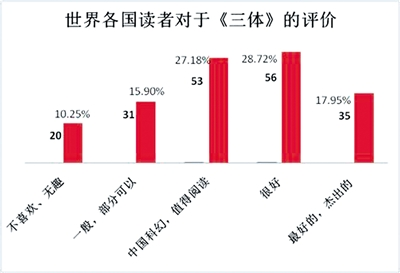 世界各国读者对于《三体》的评价
10.25%
20
15.90%
31
27.18%
53
28.72%
56
17.95%
35
不喜欢、无趣
一般，部分可以
中国科幻，值得阅读
很好
最好的，杰出的